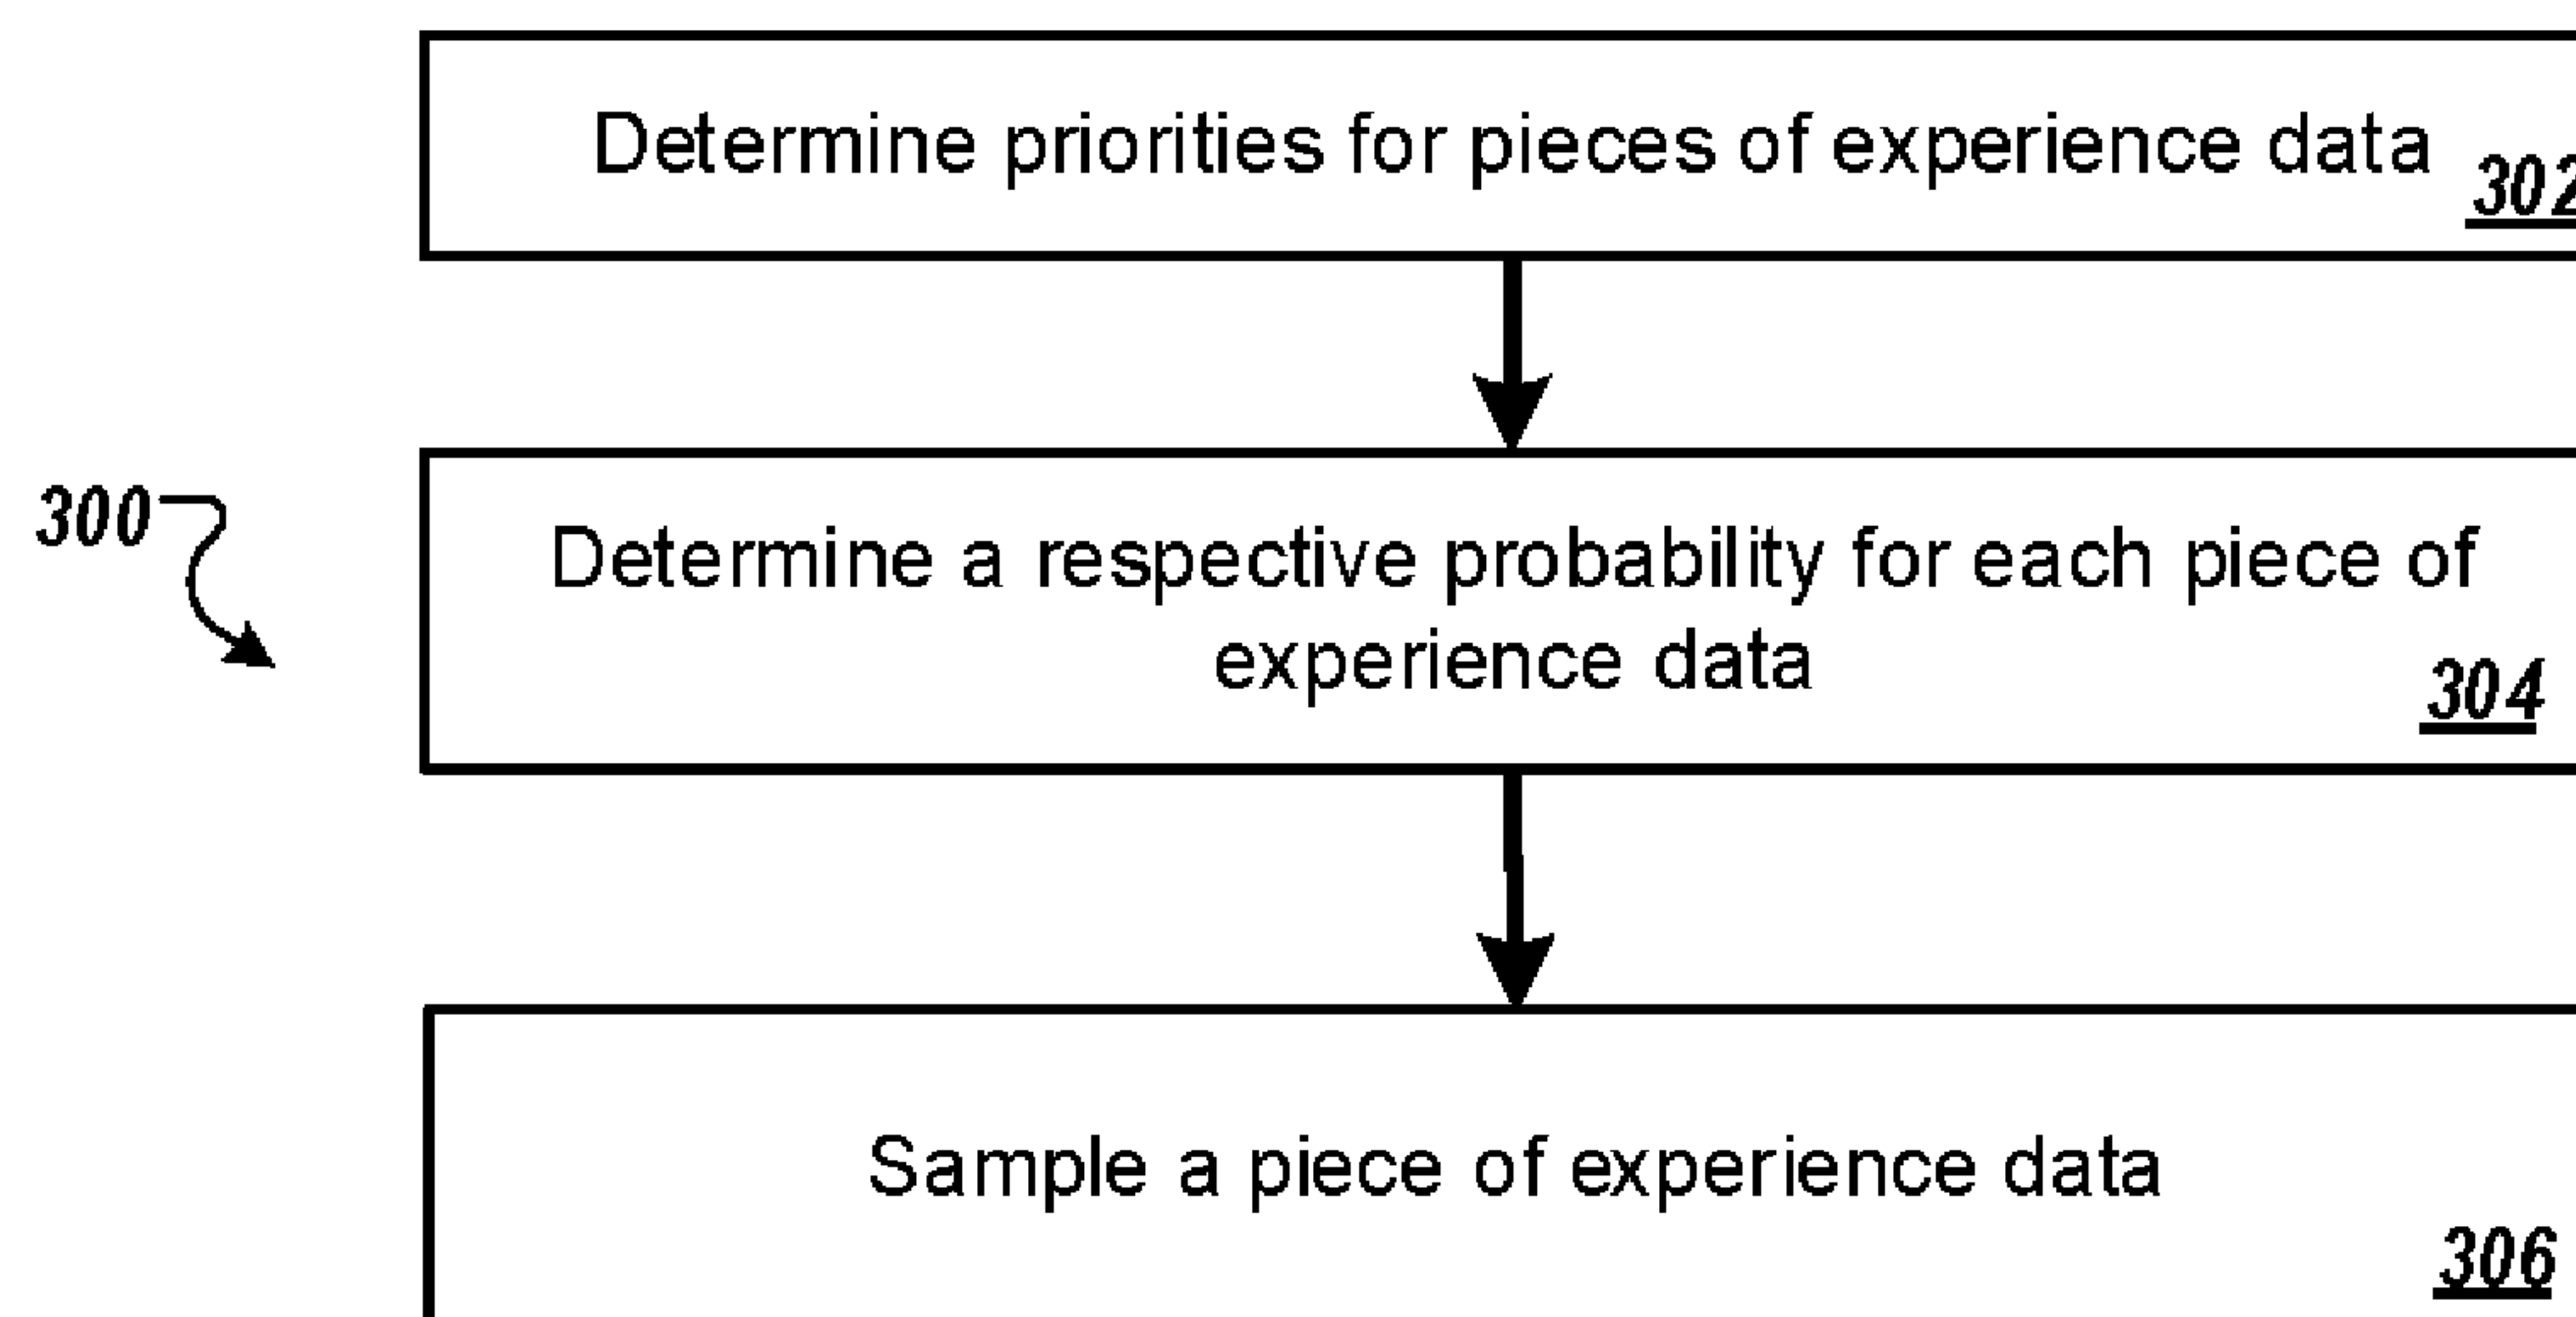 Determine priorities for pieces of experience data
302
300
Determine a respective probability for each piece of
experience data
304
Sample a piece of experience data
306